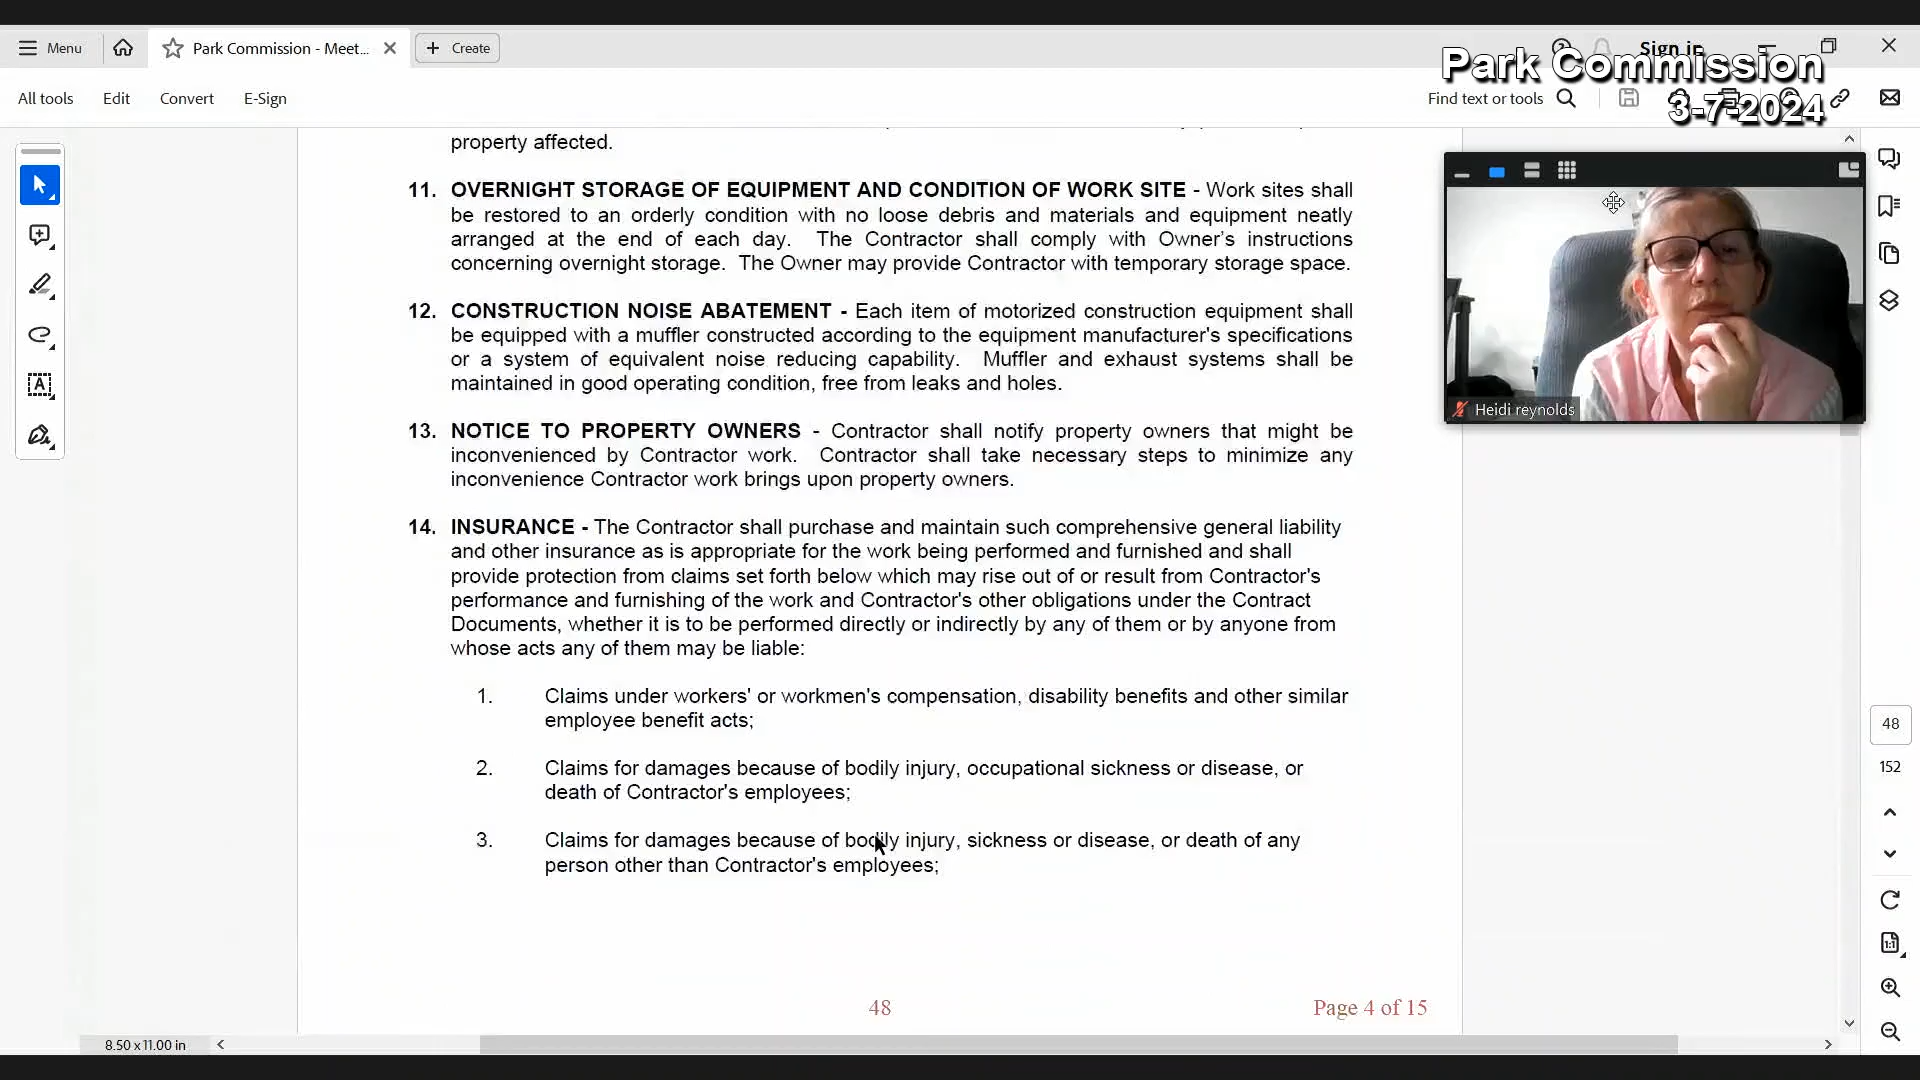 Menu
Park Commission - Meet...
Create
Sign in
Park Commission
3-7-2024
All tools
Edit
Convert
E-Sign
Find text or tools
property affected.
11. OVERNIGHT STORAGE OF EQUIPMENT AND CONDITION OF WORK SITE - Work sites shall
be restored to an orderly condition with no loose debris and materials and equipment neatly
arranged at the end of each day. The Contractor shall comply with Owner's instructions
concerning overnight storage. The Owner may provide Contractor with temporary storage space.
12. CONSTRUCTION NOISE ABATEMENT - Each item of motorized construction equipment shall
be equipped with a muffler constructed according to the equipment manufacturer's specifications
or a system of equivalent noise reducing capability. Muffler and exhaust systems shall be
maintained in good operating condition, free from leaks and holes.
Heidi reynolds
13. NOTICE TO PROPERTY OWNERS - Contractor shall notify property owners that might be
inconvenienced by Contractor work. Contractor shall take necessary steps to minimize any
inconvenience Contractor work brings upon property owners.
14. INSURANCE - The Contractor shall purchase and maintain such comprehensive general liability
and other insurance as is appropriate for the work being performed and furnished and shall
provide protection from claims set forth below which may rise out of or result from Contractor's
performance and furnishing of the work and Contractor's other obligations under the Contract
Documents, whether it is to be performed directly or indirectly by any of them or by anyone from
whose acts any of them may be liable:
1. Claims under workers' or workmen's compensation, disability benefits and other similar
employee benefit acts;
2. Claims for damages because of bodily injury, occupational sickness or disease, or
death of Contractor's employees;
3. Claims for damages because of bodily injury, sickness or disease, or death of any
person other than Contractor's employees;
48
152
48
Page 4 of 15
8.50 x 11.00 in